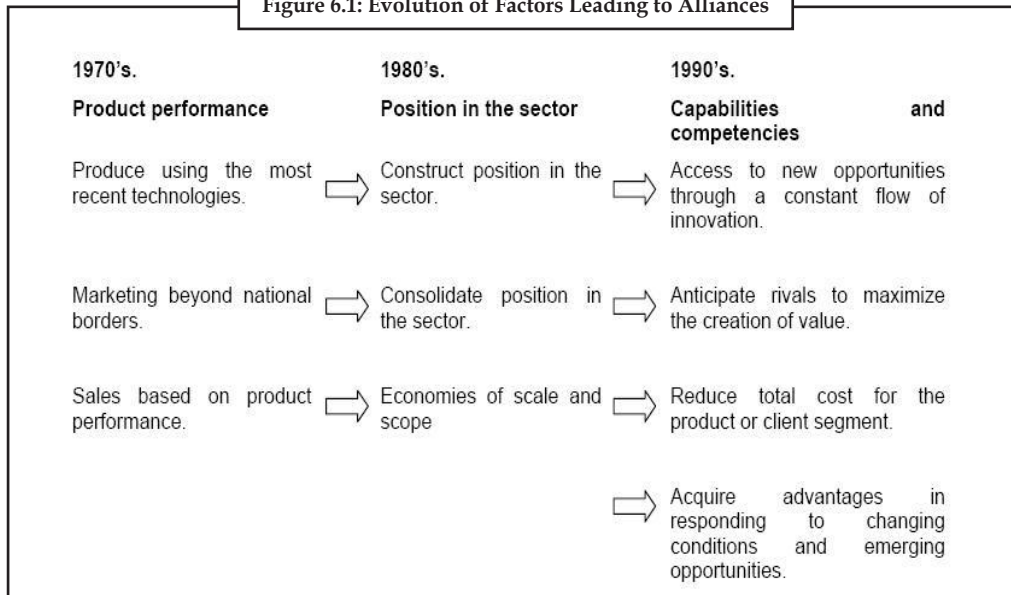 Figure 6.1: Evolution of Factors Leading to Alliances
1970's.
Product performance
Produce using the most
recent technologies.
Marketing beyond national
borders.
Sales based on product
performance.
1980's.
Position in the sector
Construct position in the
sector.
Consolidate position in
the sector.
Economies of scale and
scope
1990's.
Capabilities and
competencies
Access to new opportunities
through a constant flow of
innovation.
Anticipate rivals to maximize
the creation of value.
Reduce total cost for the
product or client segment.
Acquire advantages in
responding to changing
conditions and emerging
opportunities.